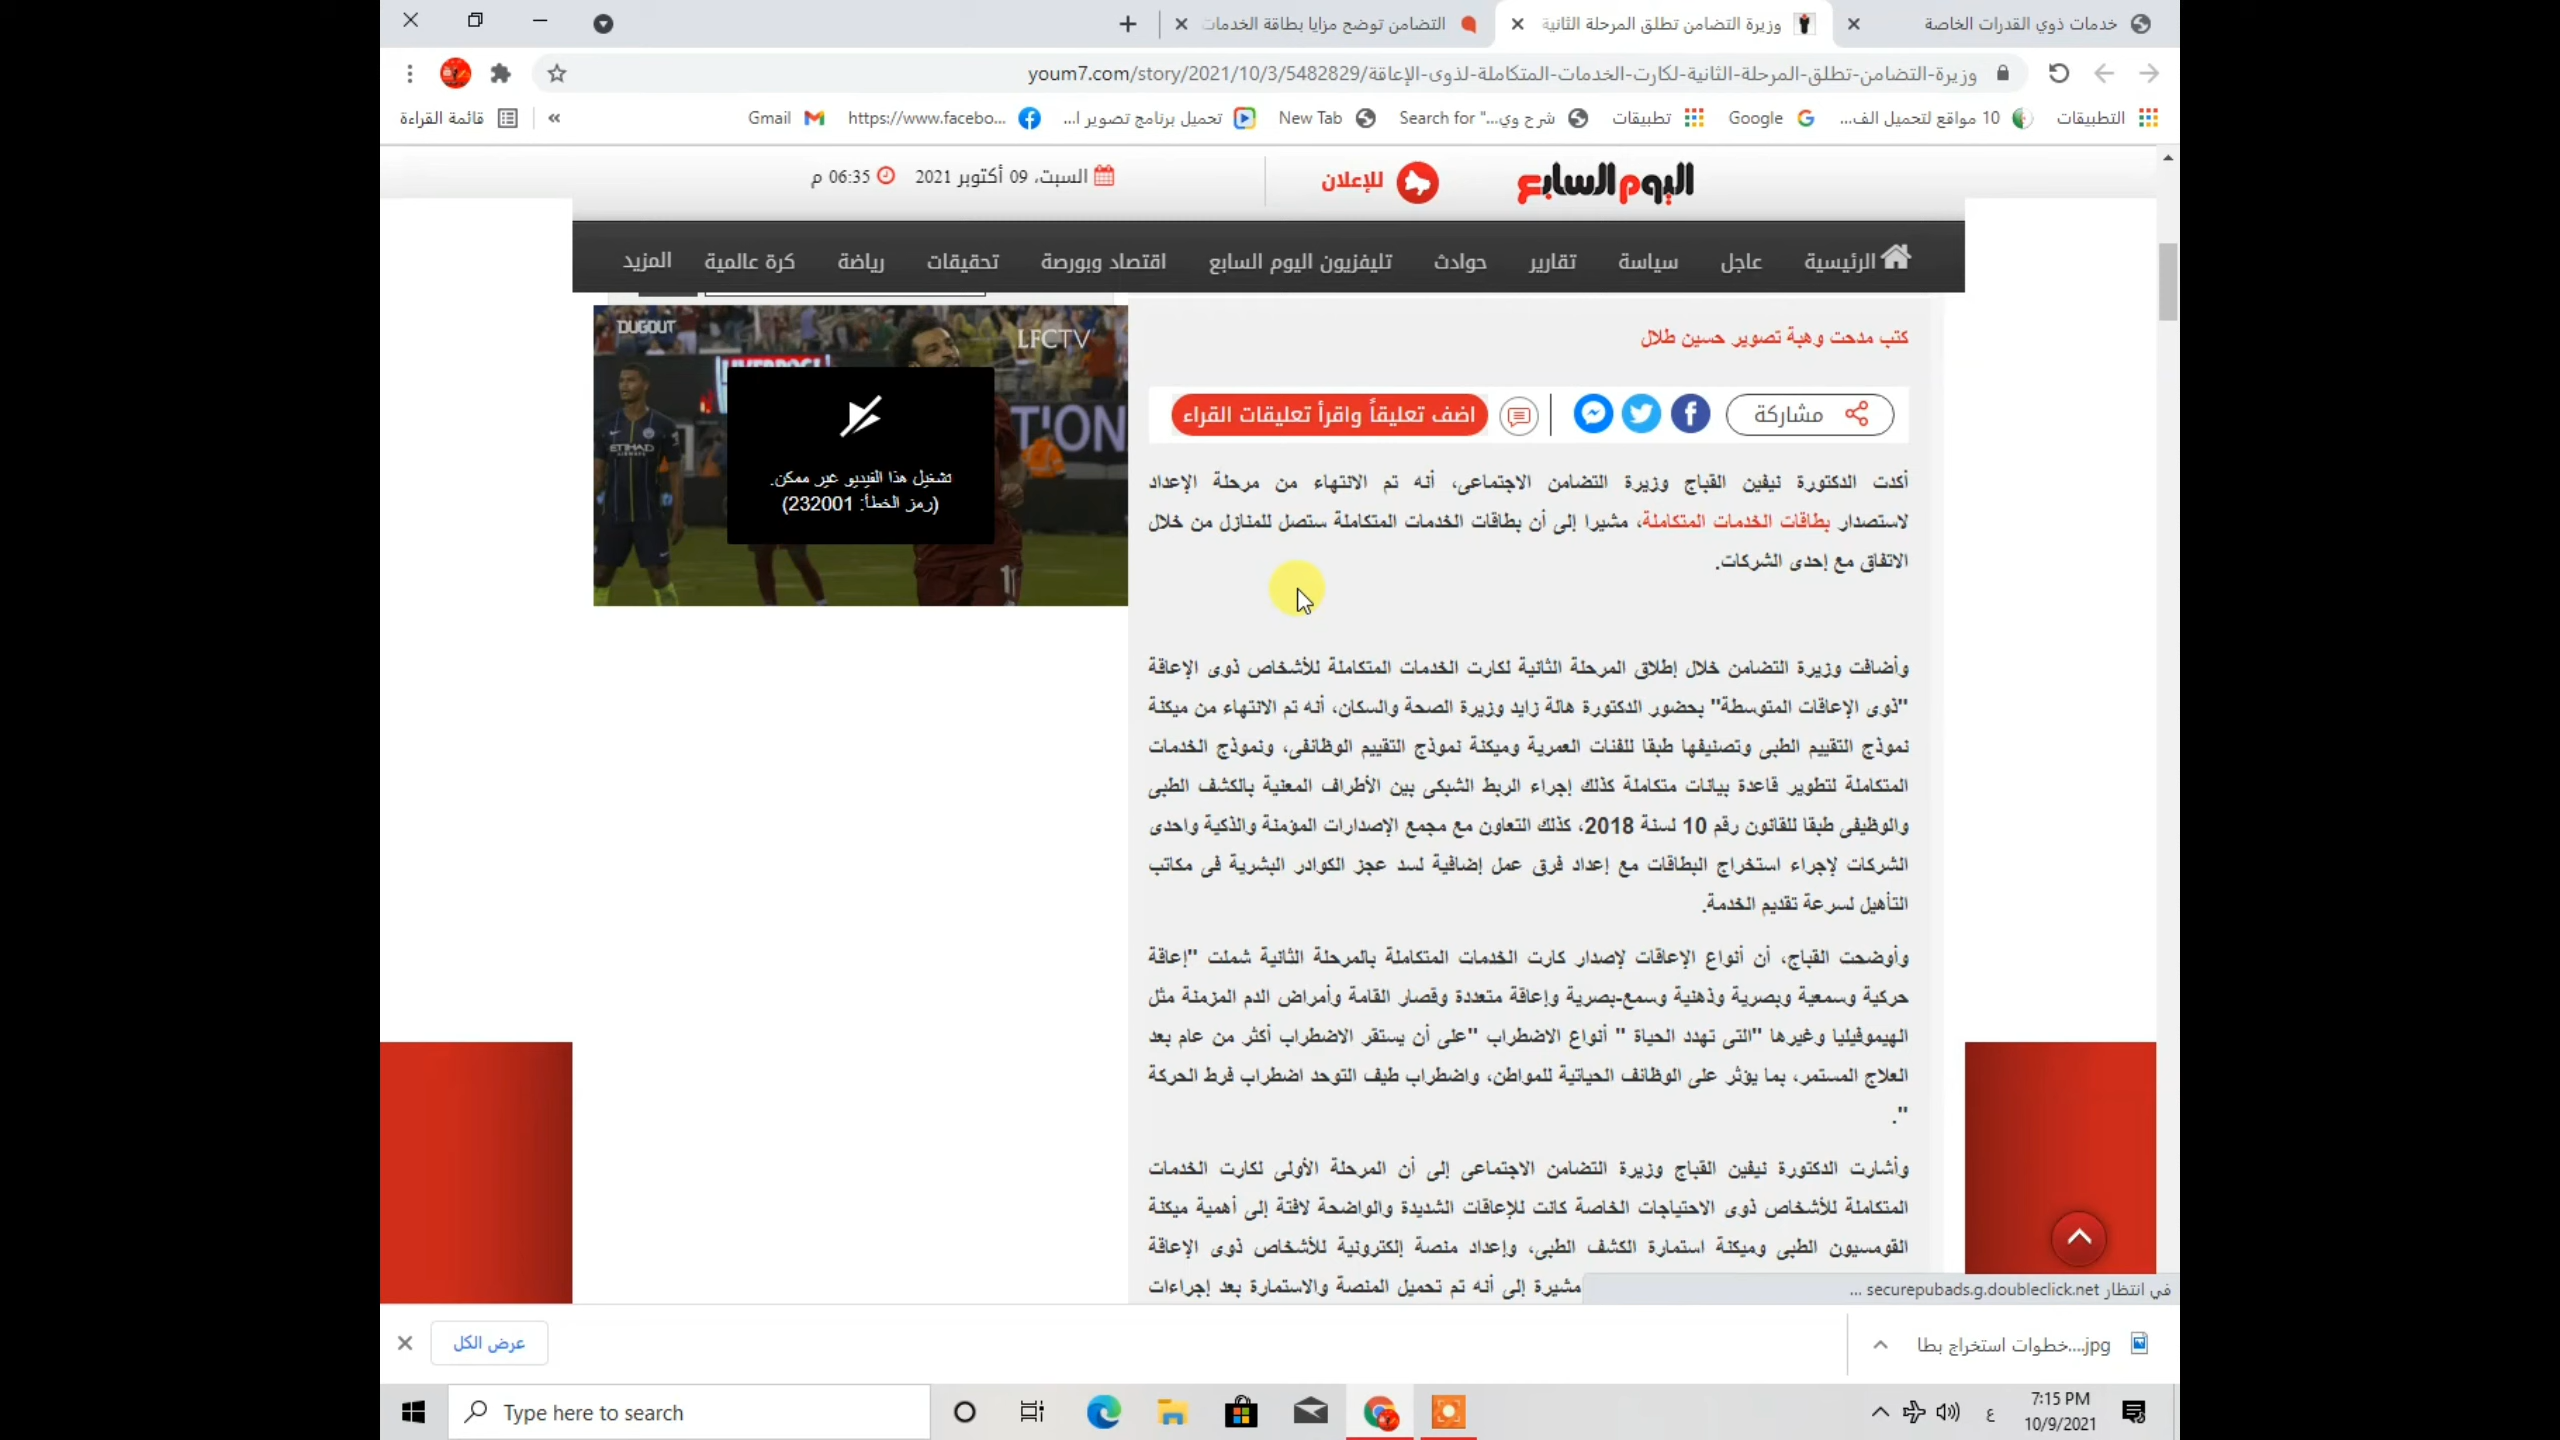 خدمات ذوي القدرات الخاصة
وزيرة التضامن تطلق المرحلة الثانية
التضامن توضح مزايا بطاقة الخدمات
youm7.com/story/2021/10/3/5482829/وزيرة-التضامن-تطلق-المرحلة-الثانية-لكارت-الخدمات-المتكاملة-لذوى-الإعاقة
التطبيقات
10 مواقع لتحميل الف...
Google
تطبيقات
Search for "...شرح وي
New Tab
تحميل برنامج تصوير ا...
https://www.facebo...
Gmail
»
قائمة القراءة
اليوم السابع
للإعلان
السبت، 09 أكتوبر 2021
06:35 م
الرئيسية
عاجل
سياسة
تقارير
حوادث
تليفزيون اليوم السابع
اقتصاد وبورصة
تحقيقات
رياضة
كرة عالمية
المزيد
كتب مدحت وهبة تصوير حسين طلال
مشاركة
اضف تعليقاً واقرأ تعليقات القراء
أكدت الدكتورة نيفين القباج وزيرة التضامن الاجتماعى، أنه تم الانتهاء من مرحلة الإعداد
لاستصدار بطاقات الخدمات المتكاملة، مشيرا إلى أن بطاقات الخدمات المتكاملة ستصل للمنازل من خلال
الاتفاق مع إحدى الشركات.
وأضافت وزيرة التضامن خلال إطلاق المرحلة الثانية لكارت الخدمات المتكاملة للأشخاص ذوى الإعاقة
"ذوى الإعاقات المتوسطة" بحضور الدكتورة هالة زايد وزيرة الصحة والسكان، أنه تم الانتهاء من ميكنة
نموذج التقييم الطبى وتصنيفها طبقا للفئات العمرية وميكنة نموذج التقييم الوظائفى، ونموذج الخدمات
المتكاملة لتطوير قاعدة بيانات متكاملة كذلك إجراء الربط الشبكى بين الأطراف المعنية بالكشف الطبى
والوظيفى طبقا للقانون رقم 10 لسنة 2018، كذلك التعاون مع مجمع الإصدارات المؤمنة والذكية واحدى
الشركات لإجراء استخراج البطاقات مع إعداد فرق عمل إضافية لسد عجز الكوادر البشرية فى مكاتب
التأهيل لسرعة تقديم الخدمة.
وأوضحت القباج، أن أنواع الإعاقات لإصدار كارت الخدمات المتكاملة بالمرحلة الثانية شملت "إعاقة
حركية وسمعية وبصرية وذهنية وسمع-بصرية وإعاقة متعددة وقصار القامة وأمراض الدم المزمنة مثل
الهيموفيليا وغيرها "التى تهدد الحياة " أنواع الاضطراب "على أن يستقر الاضطراب أكثر من عام بعد
العلاج المستمر، بما يؤثر على الوظائف الحياتية للمواطن، واضطراب طيف التوحد اضطراب فرط الحركة
".
وأشارت الدكتورة نيفين القباج وزيرة التضامن الاجتماعى إلى أن المرحلة الأولى لكارت الخدمات
المتكاملة للأشخاص ذوى الاحتياجات الخاصة كانت للإعاقات الشديدة والواضحة لافتة إلى أهمية ميكنة
القومسيون الطبى وميكنة استمارة الكشف الطبى، وإعداد منصة إلكترونية للأشخاص ذوى الإعاقة
مشيرة إلى أنه تم تحميل المنصة والاستمارة بعد إجراءات
DUGOUT
LFCTV
LIVERPOOL
TION
ETIHAD
11
تشغيل هذا الفيديو غير ممكن.
(رمز الخطأ: 232001)
في انتظار securepubads.g.doubleclick.net ...
خطوات استخراج بطا....jpg
عرض الكل
Type here to search
ع
7:15 PM
10/9/2021